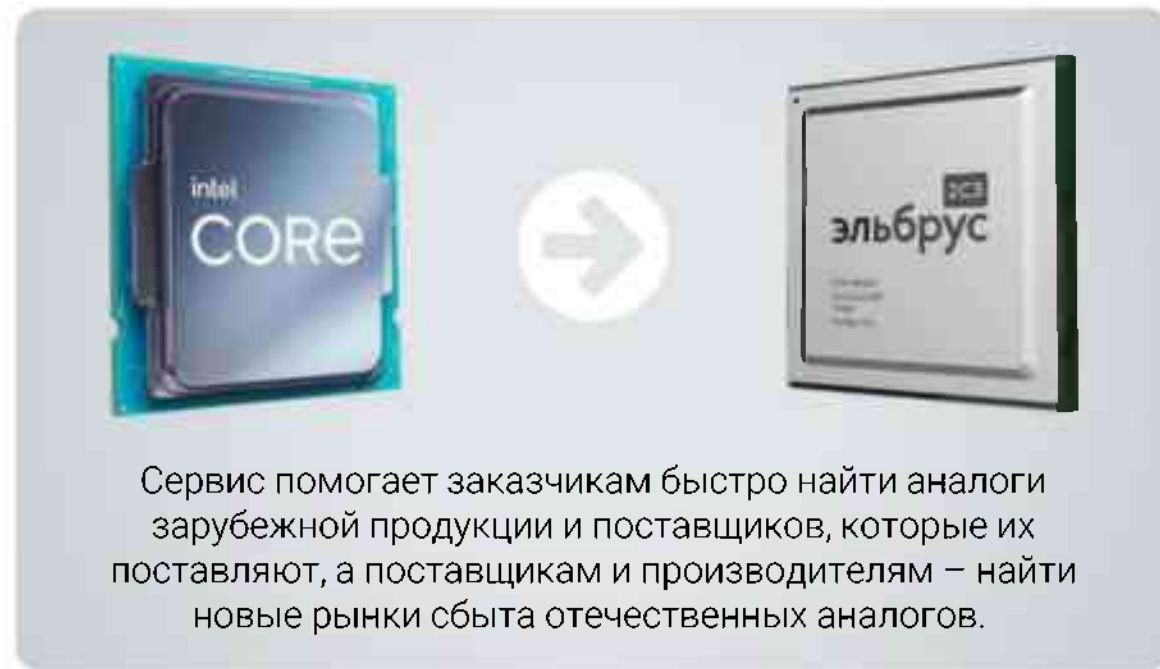 intel
CORE
эльбрус
Сервис помогает заказчикам быстро найти аналоги
зарубежной продукции и поставщиков, которые их
поставляют, а поставщикам и производителям – найти
новые рынки сбыта отечественных аналогов.